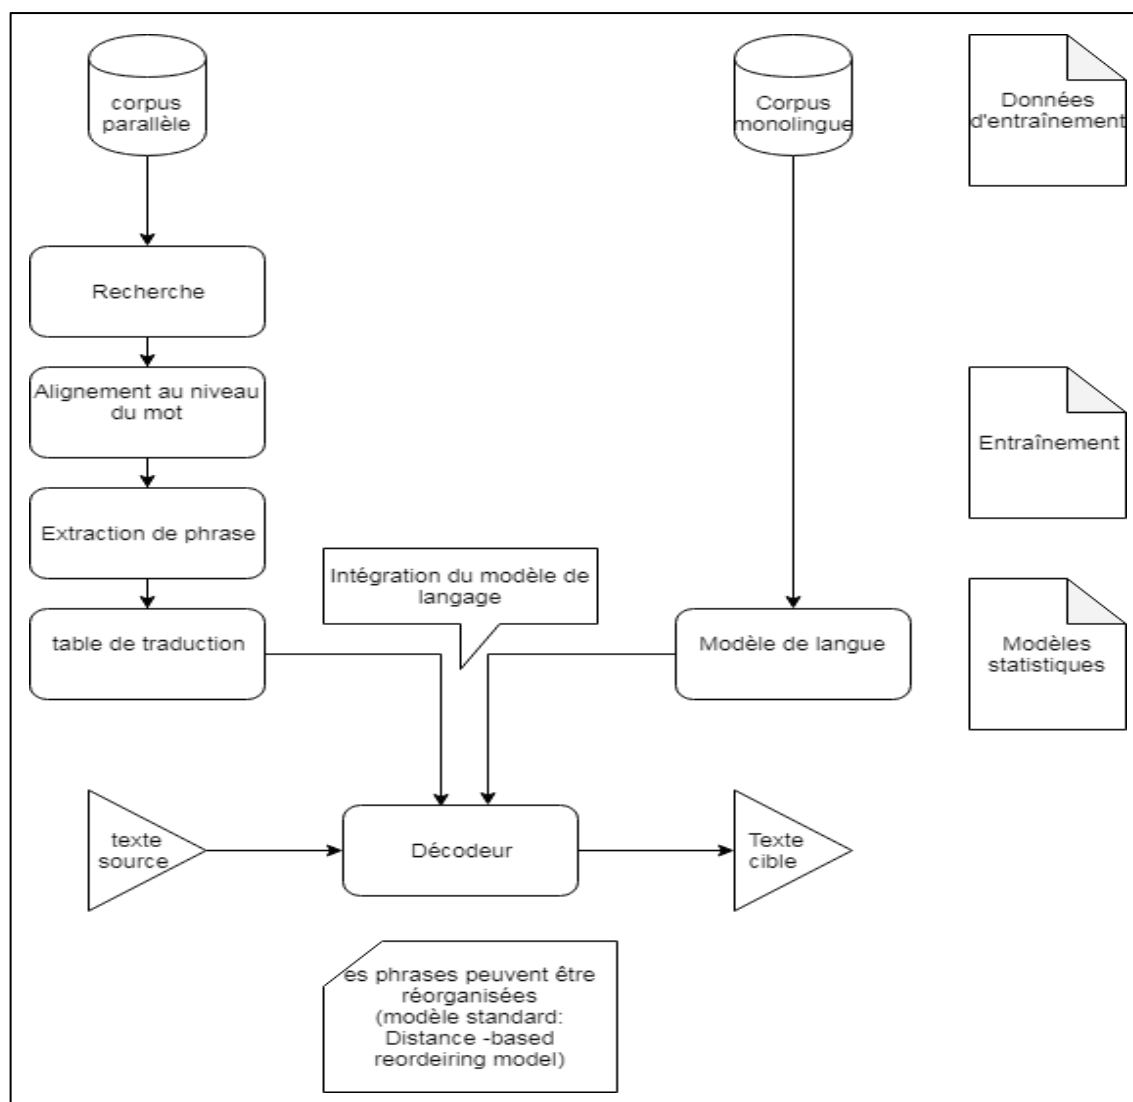 corpus
parallèle
Corpus
monolingue
Données
d'entraînement
Recherche
Alignement au niveau
du mot
Entraînement
Extraction de phrase
Intégration du modèle de
langage
table de traduction
Modèle de langue
Modèles
statistiques
texte
source
Décodeur
Texte
cible
es phrases peuvent être
réorganisées
(modèle standard:
Distance -based
reordeiring model)